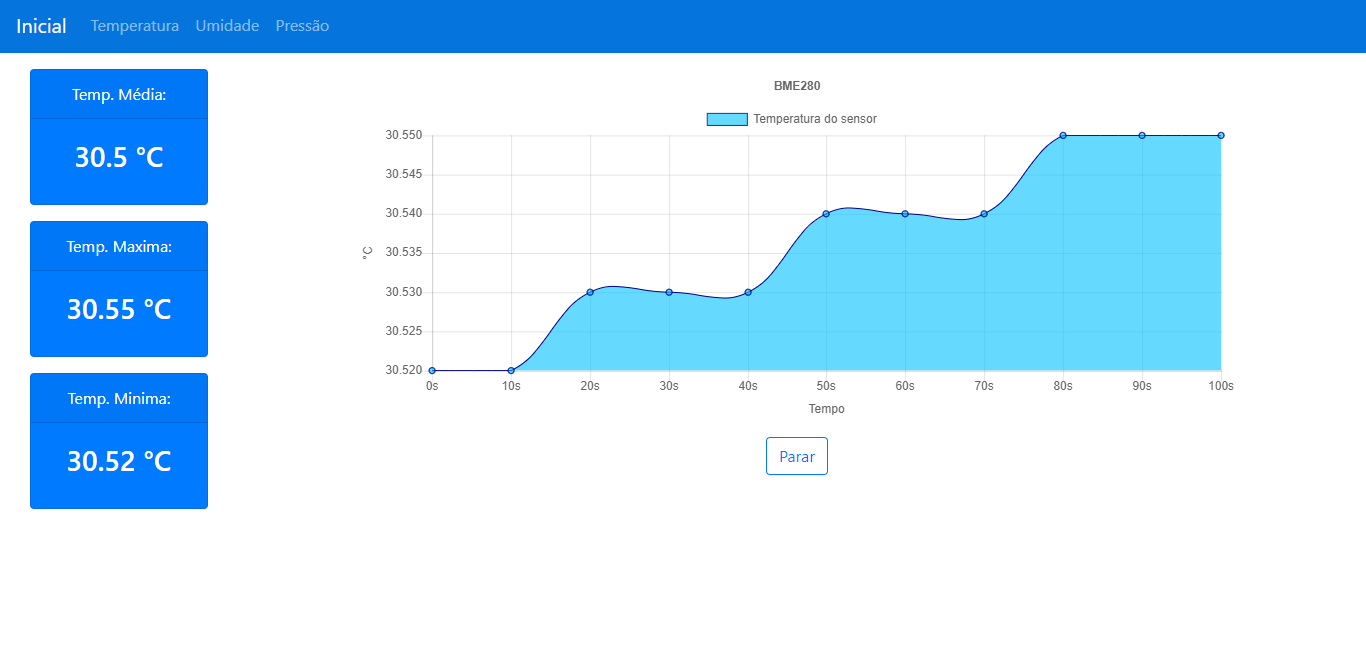 Inicial Temperatura Umidade Pressão
Temp. Média:
30.5 °C
Temp. Maxima:
30.55 °C
Temp. Minima:
30.52 °C
BME280
Temperatura do sensor
30.550
30.545
30.540
30.535
30.530
30.525
30.520
°C
0s 10s 20s 30s 40s 50s 60s 70s 80s 90s 100s
Tempo
Parar